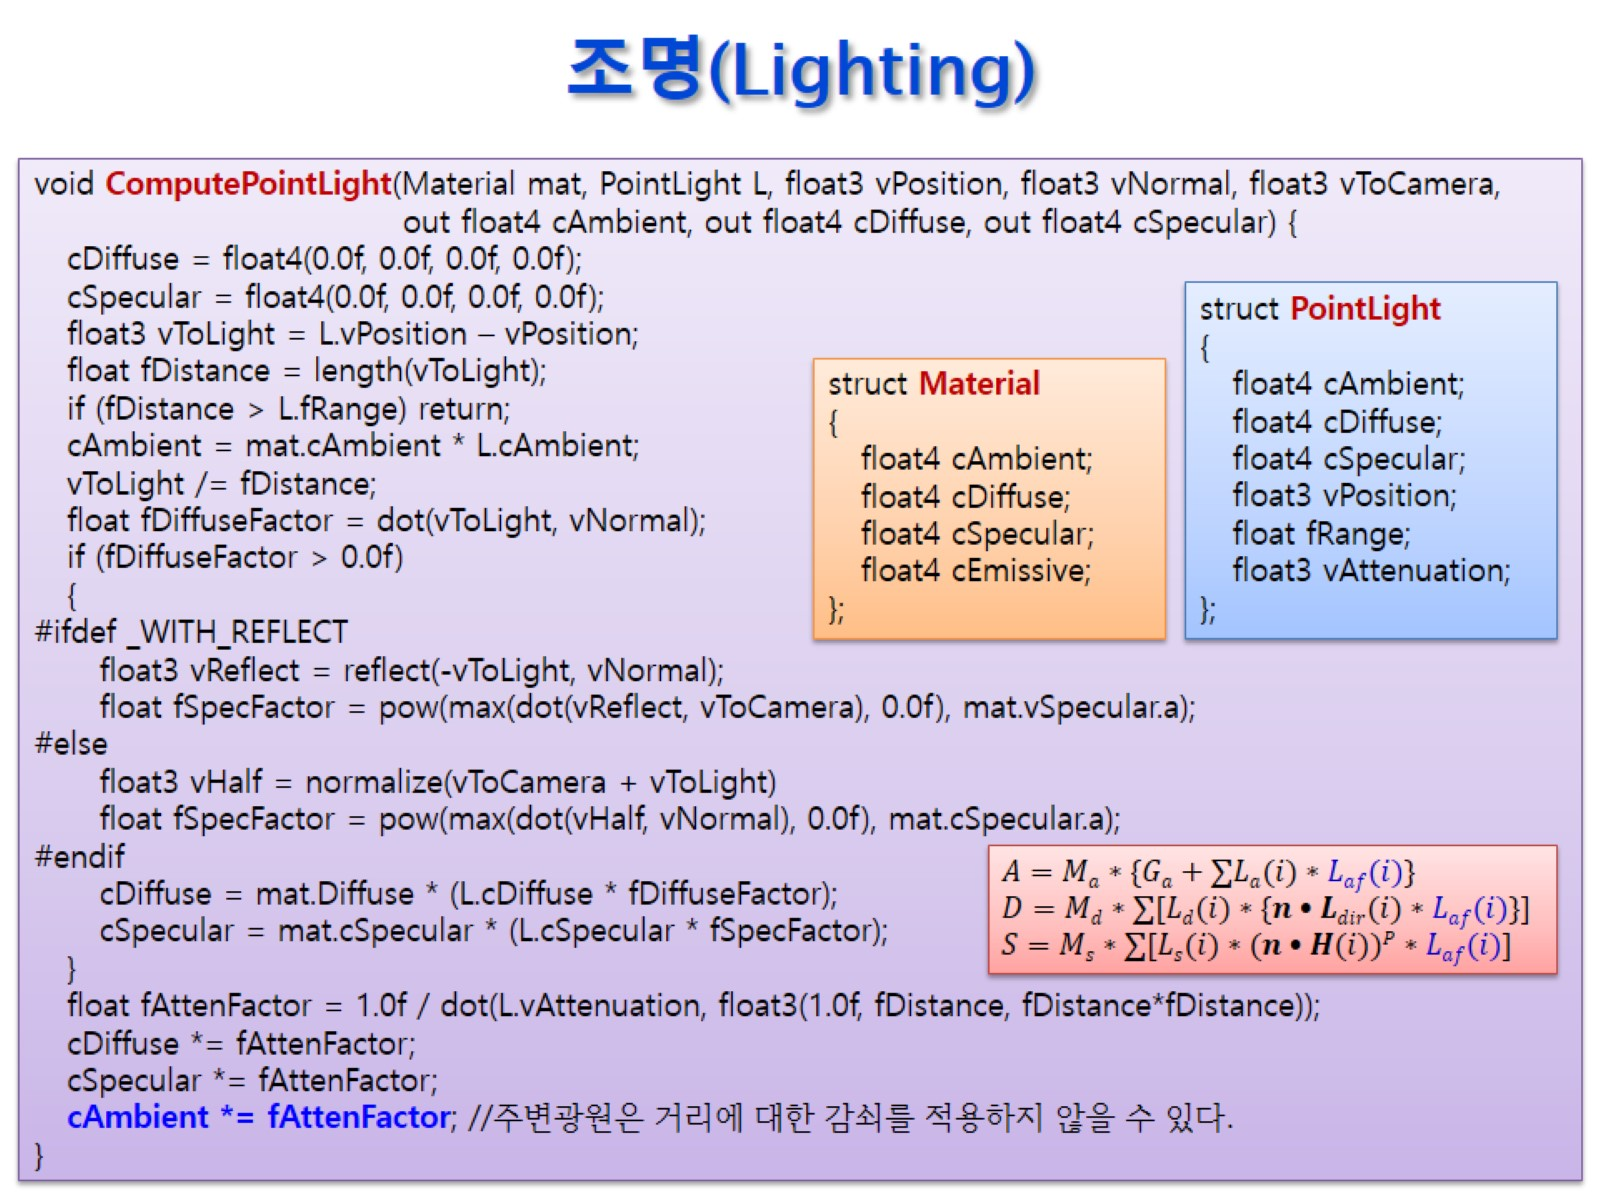 조명(Lighting)
void ComputePointLight(Material mat, PointLight L, float3 vPosition, float3 vNormal, float3 vToCamera,
out float4 cAmbient, out float4 cDiffuse, out float4 cSpecular) {
cDiffuse = float4(0.0f, 0.0f, 0.0f, 0.0f);
cSpecular = float4(0.0f, 0.0f, 0.0f, 0.0f);
float3 vToLight = L.vPosition – vPosition;
float fDistance = length(vToLight);
if (fDistance > L.fRange) return;
cAmbient = mat.cAmbient * L.cAmbient;
vToLight /= fDistance;
float fDiffuseFactor = dot(vToLight, vNormal);
if (fDiffuseFactor > 0.0f)
{
#ifdef _WITH_REFLECT
float3 vReflect = reflect(-vToLight, vNormal);
float fSpecFactor = pow(max(dot(vReflect, vToCamera), 0.0f), mat.vSpecular.a);
#else
float3 vHalf = normalize(vToCamera + vToLight)
float fSpecFactor = pow(max(dot(vHalf, vNormal), 0.0f), mat.cSpecular.a);
#endif
cDiffuse = mat.Diffuse * (L.cDiffuse * fDiffuseFactor);
cSpecular = mat.cSpecular * (L.cSpecular * fSpecFactor);
}
float fAttenFactor = 1.0f / dot(L.vAttenuation, float3(1.0f, fDistance, fDistance*fDistance));
cDiffuse *= fAttenFactor;
cSpecular *= fAttenFactor;
cAmbient *= fAttenFactor; //주변광원은 거리에 대한 감쇠를 적용하지 않을 수 있다.
}
struct Material
{
float4 cAmbient;
float4 cDiffuse;
float4 cSpecular;
float4 cEmissive;
};
struct PointLight
{
float4 cAmbient;
float4 cDiffuse;
float4 cSpecular;
float3 vPosition;
float fRange;
float3 vAttenuation;
};
A = M_a * {G_a + ∑L_a(i) * L_af(i)}
D = M_d * ∑[L_d(i) * {n • L_dir(i) * L_af(i)}]
S = M_s * ∑[L_s(i) * (n • H(i))^P * L_af(i)]